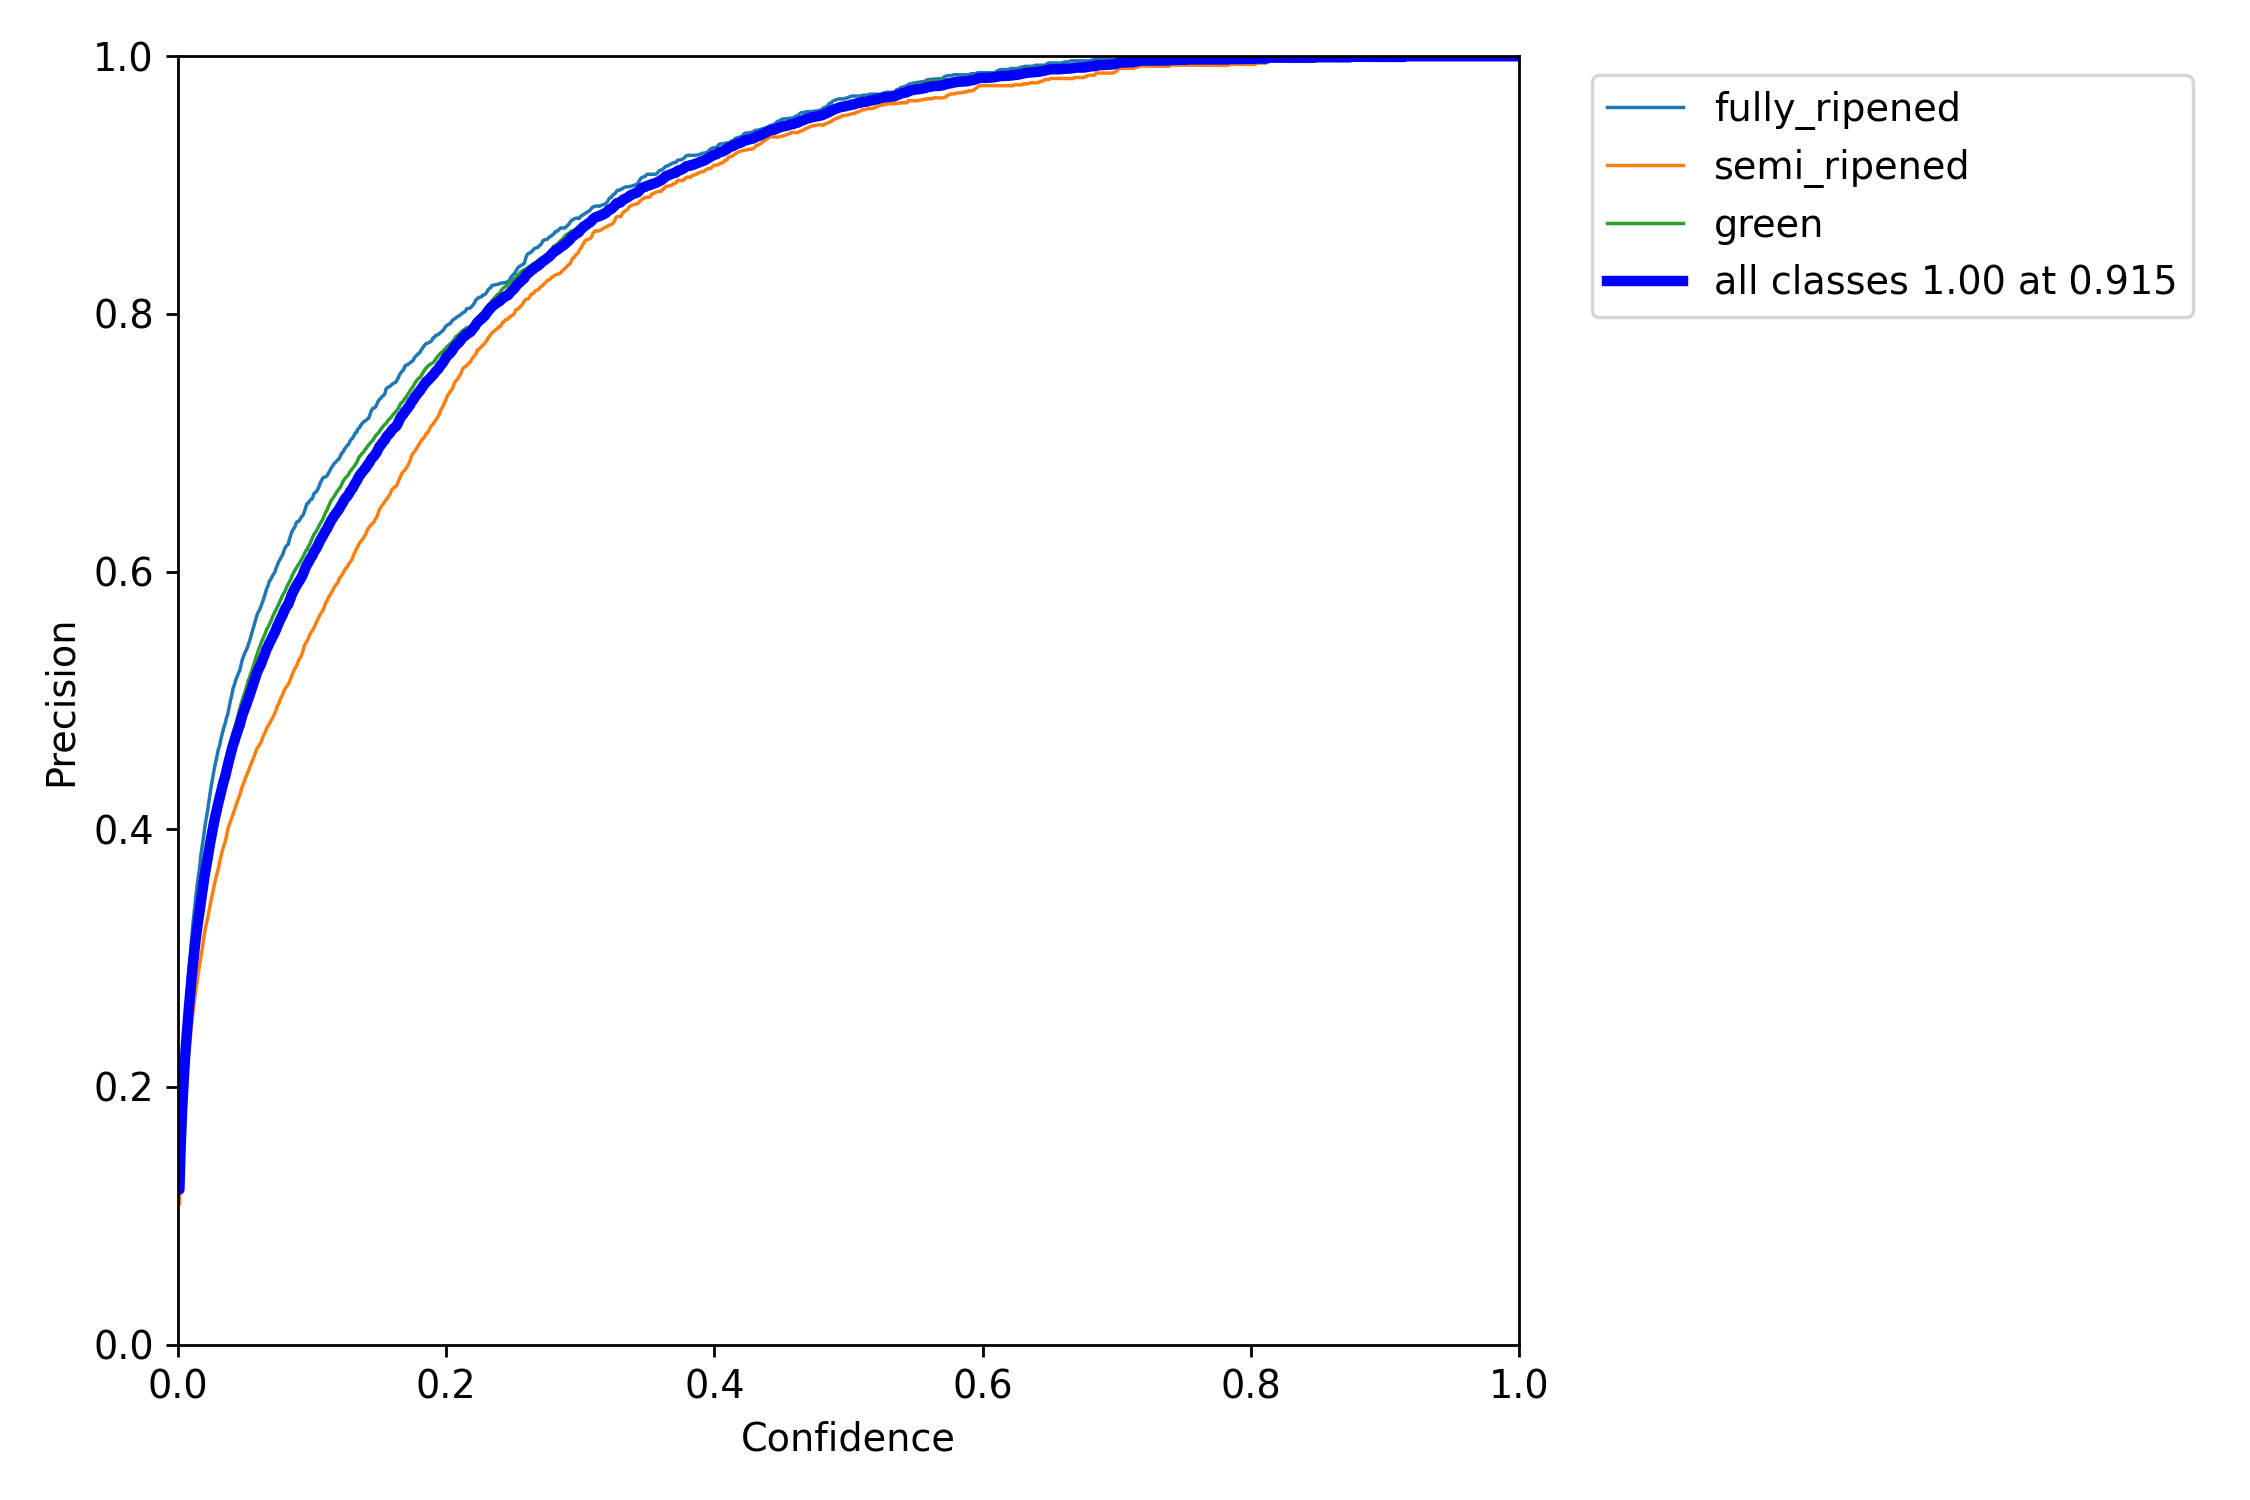 1.0
0.8
0.6
0.4
0.2
0.0
0.0 0.2 0.4 0.6 0.8 1.0
Precision
Confidence
fully_ripened
semi_ripened
green
all classes 1.00 at 0.915